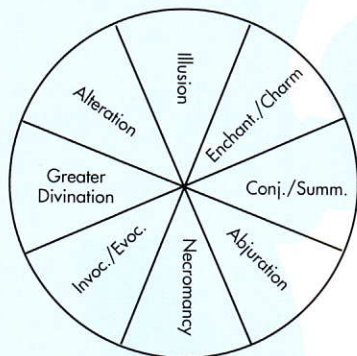 Illusion
Enchant./Charm
Conj./Summ.
Abjuration
Necromancy
Invoc./Evoc.
Greater
Divination
Alteration